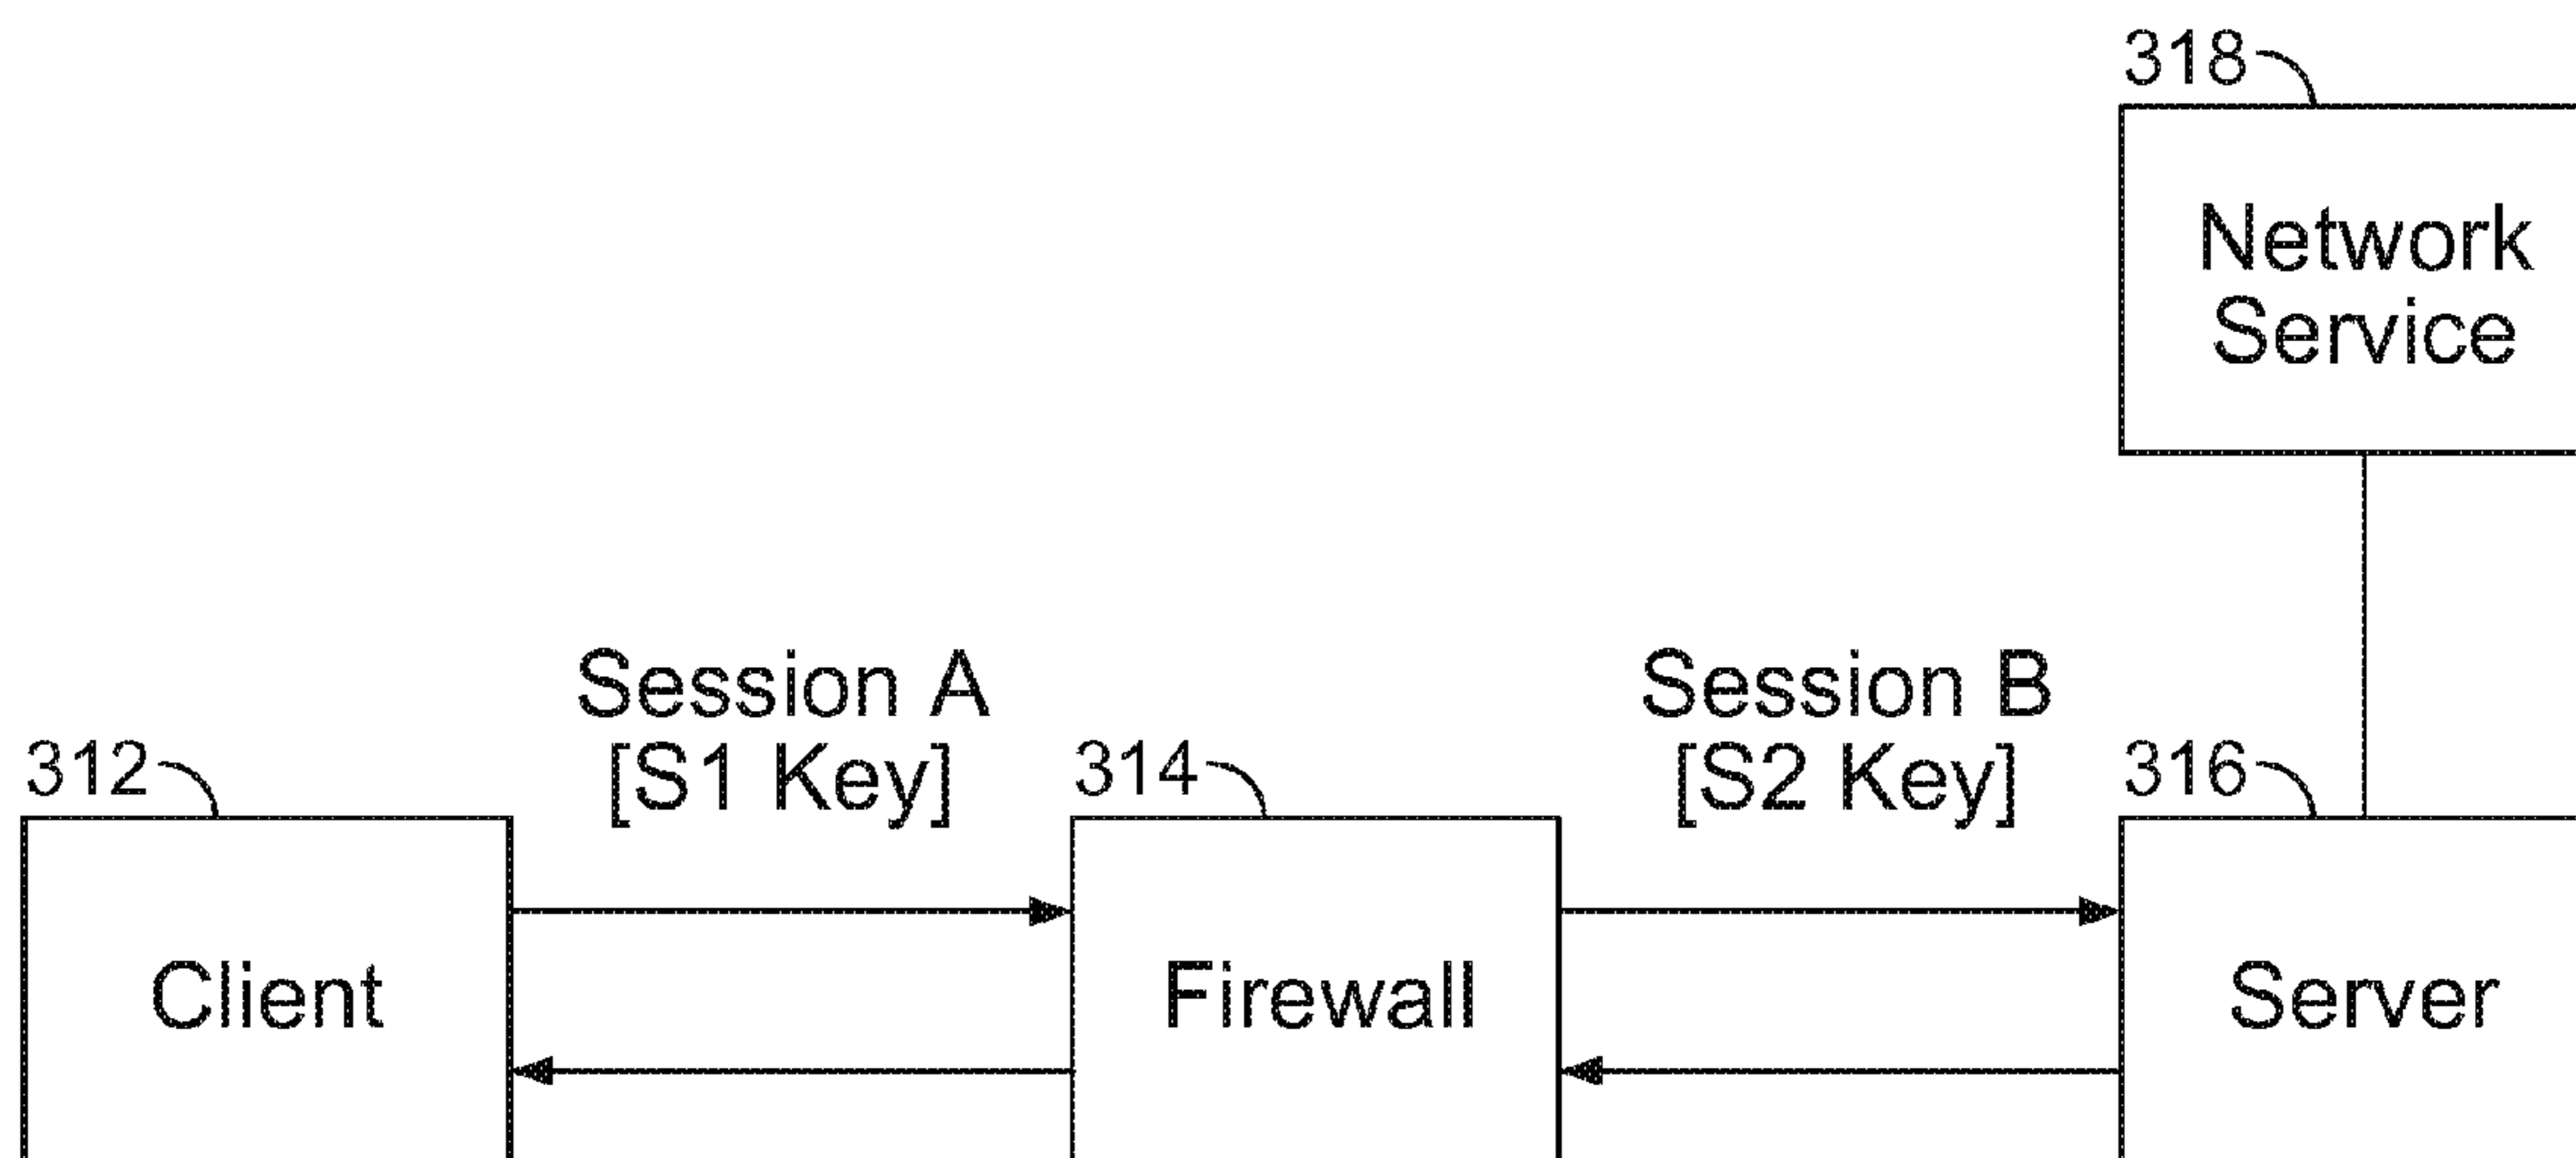 318
Network
Service
Session A
[S1 Key]
Session B
[S2 Key]
312
314
316
Client
Firewall
Server